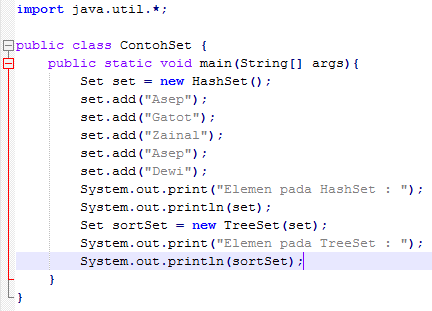 import java.util.*;
public class ContohSet {
public static void main(String[] args){
Set set = new HashSet();
set.add("Asep");
set.add("Gatot");
set.add("Zainal");
set.add("Asep");
set.add("Dewi");
System.out.print("Elemen pada HashSet : ");
System.out.println(set);
Set sortSet = new TreeSet(set);
System.out.print("Elemen pada TreeSet : ");
System.out.println(sortSet);
}
}